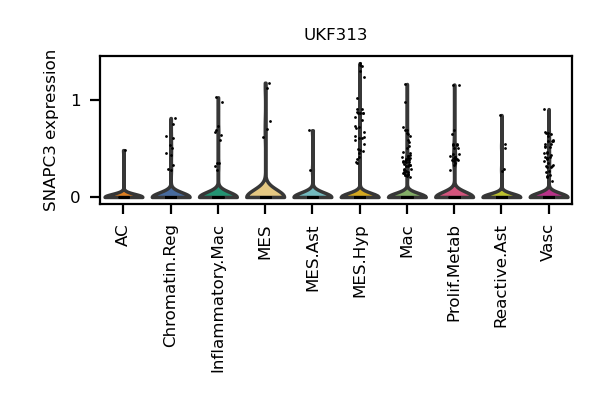 UKF313
SNAPC3 expression
1
0
AC
Chromatin.Reg
Inflammatory.Mac
MES
MES.Ast
MES.Hyp
Mac
Prolif.Metab
Reactive.Ast
Vasc